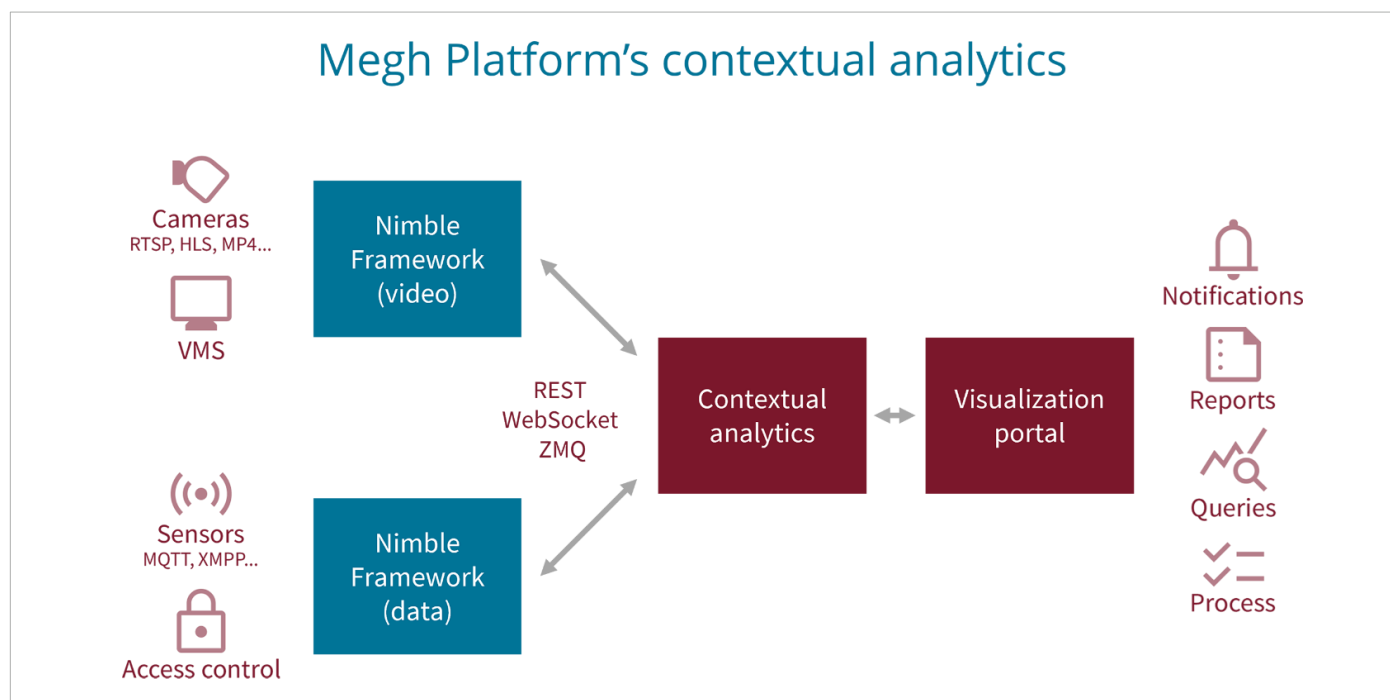 Megh Platform’s contextual analytics
Cameras
RTSP, HLS, MP4...
VMS
Nimble
Framework
(video)
REST
WebSocket
ZMQ
Sensors
MQTT, XMPP...
Access control
Nimble
Framework
(data)
Contextual
analytics
Visualization
portal
Notifications
Reports
Queries
Process